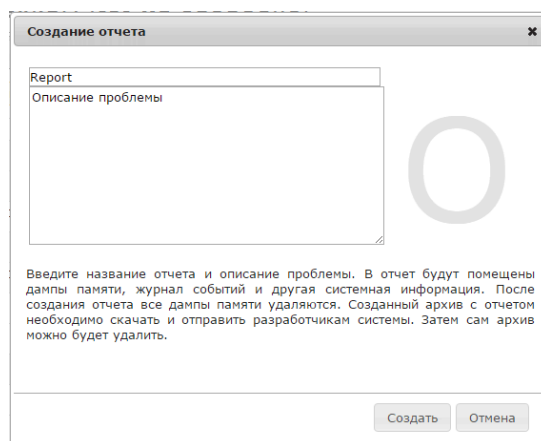 Создание отчета
Report
Описание проблемы
О
Введите название отчета и описание проблемы. В отчет будут помещены
дампы памяти, журнал событий и другая системная информация. После
создания отчета все дампы памяти удаляются. Созданный архив с отчетом
необходимо скачать и отправить разработчикам системы. Затем сам архив
можно будет удалить.
Создать Отмена